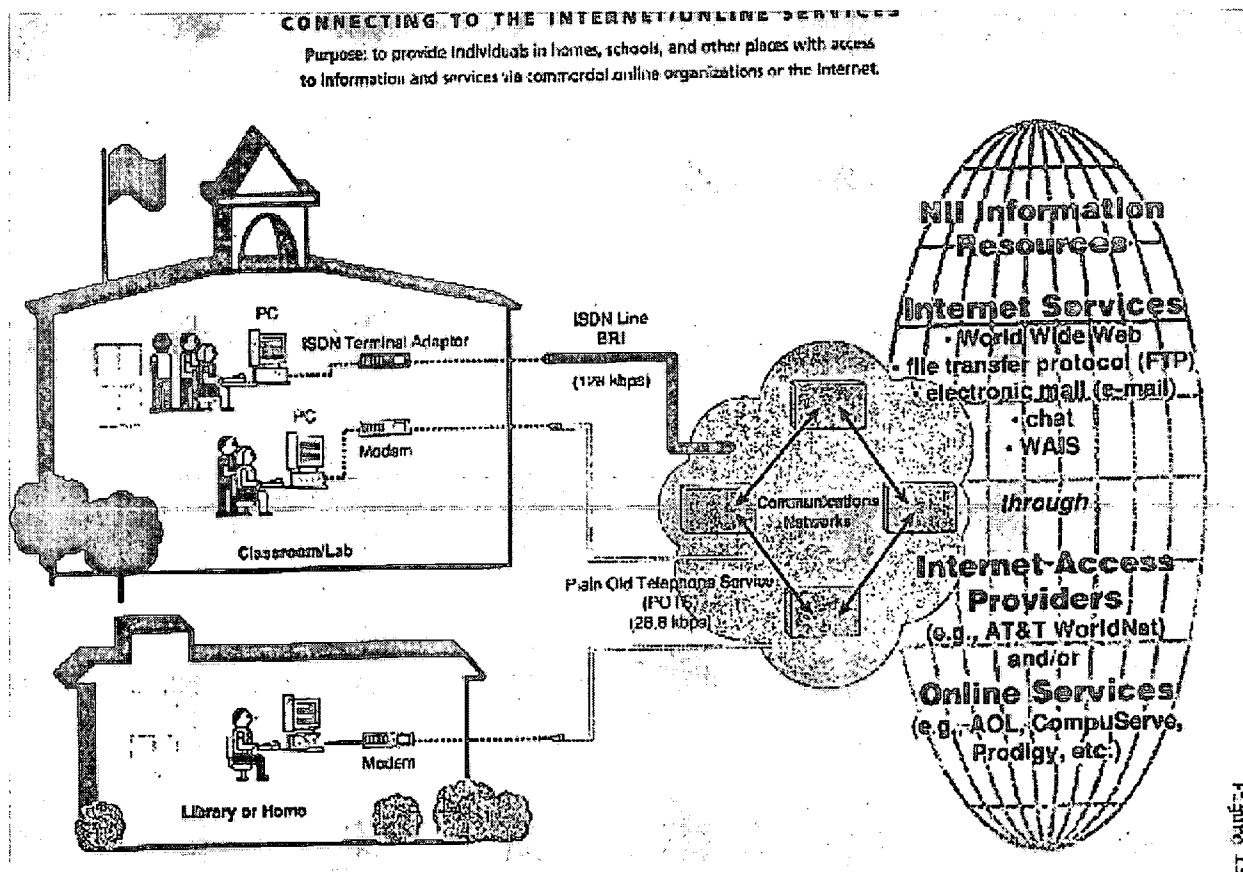 CONNECTING TO THE INTERNET/ONLINE SERVICES
Purpose: to provide individuals in homes, schools, and other places with access
to information and services via commercial online organizations or the Internet.
PC
ISDN Terminal Adaptor
ISDN Line
BRI
(128 kbps)
PC
Modem
Classroom/Lab
Communications
Networks
Plain Old Telephone Service
(POTS)
(28.8 kbps)
Modem
Library or Home
NII Information
Resources
Internet Services
• World Wide Web
• file transfer protocol (FTP)
• electronic mail (e-mail)
• chat
• WAIS
through
Internet-Access
Providers
(e.g., AT&T WorldNet)
and/or
Online Services
(e.g., AOL, CompuServe,
Prodigy, etc.)
Figure